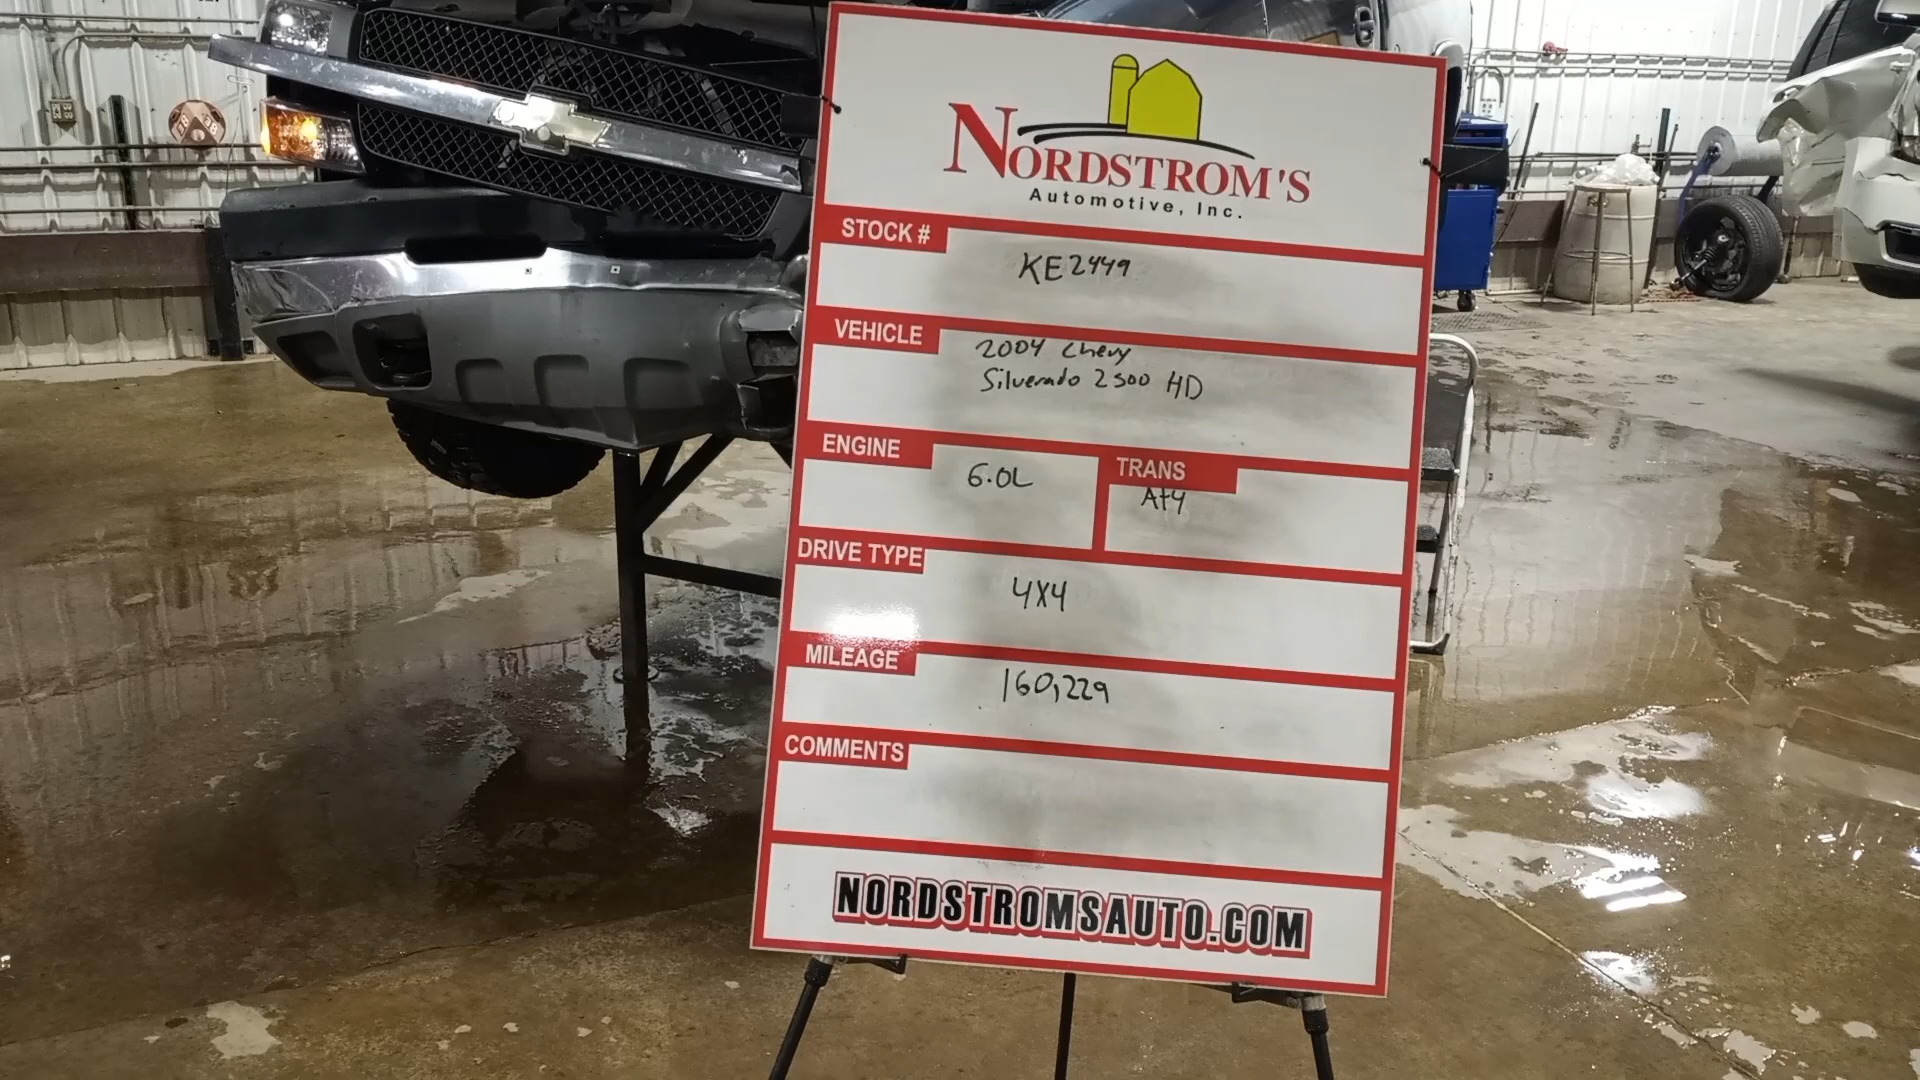 NORDSTROM'S
Automotive, Inc.
STOCK #
KE2449
VEHICLE
2004 Chevy
Silverado 2500 HD
ENGINE
6.0L
TRANS
At4
DRIVE TYPE
4X4
MILEAGE
160,229
COMMENTS
NORDSTROMSAUTO.COM